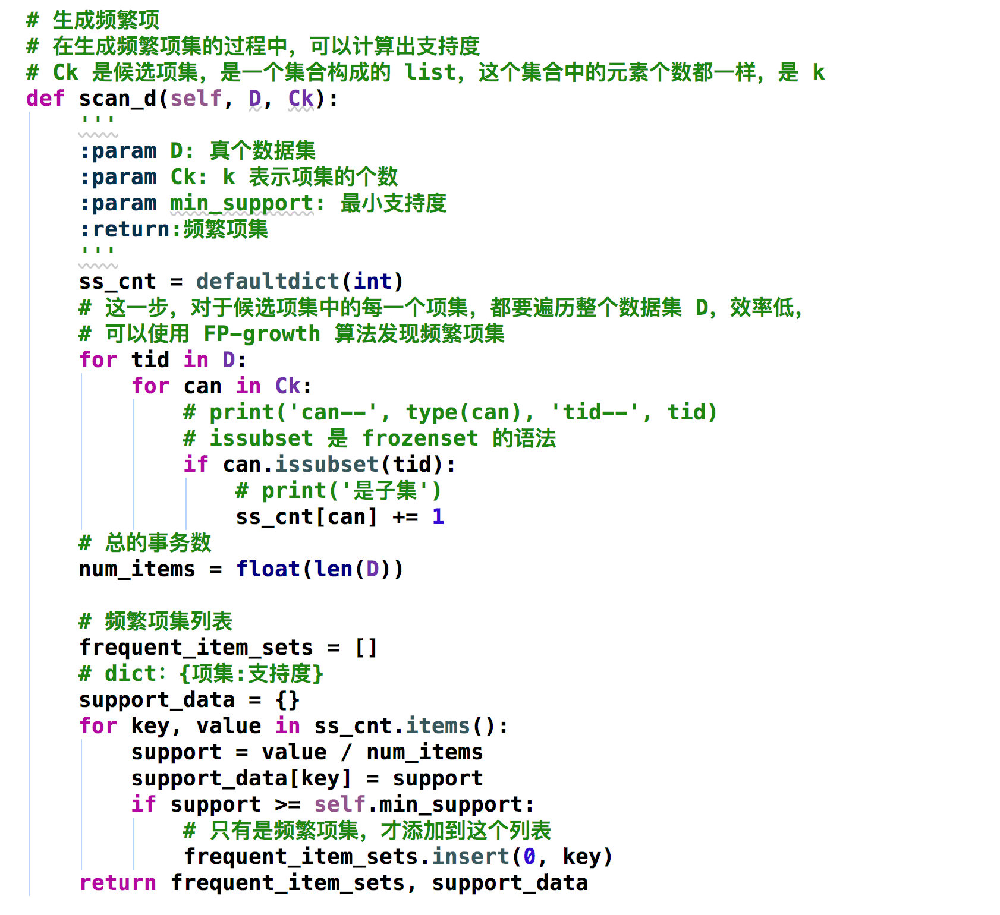 # 生成频繁项
# 在生成频繁项集的过程中，可以计算出支持度
# Ck 是候选项集，是一个集合构成的 list，这个集合中的元素个数都一样，是 k
def scan_d(self, D, Ck):
    '''
    :param D: 真个数据集
    :param Ck: k 表示项集的个数
    :param min_support: 最小支持度
    :return:频繁项集
    '''
    ss_cnt = defaultdict(int)
    # 这一步，对于候选项集中的每一个项集，都要遍历整个数据集 D，效率低，
    # 可以使用 FP-growth 算法发现频繁项集
    for tid in D:
        for can in Ck:
            # print('can--', type(can), 'tid--', tid)
            # issubset 是 frozenset 的语法
            if can.issubset(tid):
                # print('是子集')
                ss_cnt[can] += 1
    # 总的事务数
    num_items = float(len(D))

    # 频繁项集列表
    frequent_item_sets = []
    # dict: {项集:支持度}
    support_data = {}
    for key, value in ss_cnt.items():
        support = value / num_items
        support_data[key] = support
        if support >= self.min_support:
            # 只有是频繁项集，才添加到这个列表
            frequent_item_sets.insert(0, key)
    return frequent_item_sets, support_data